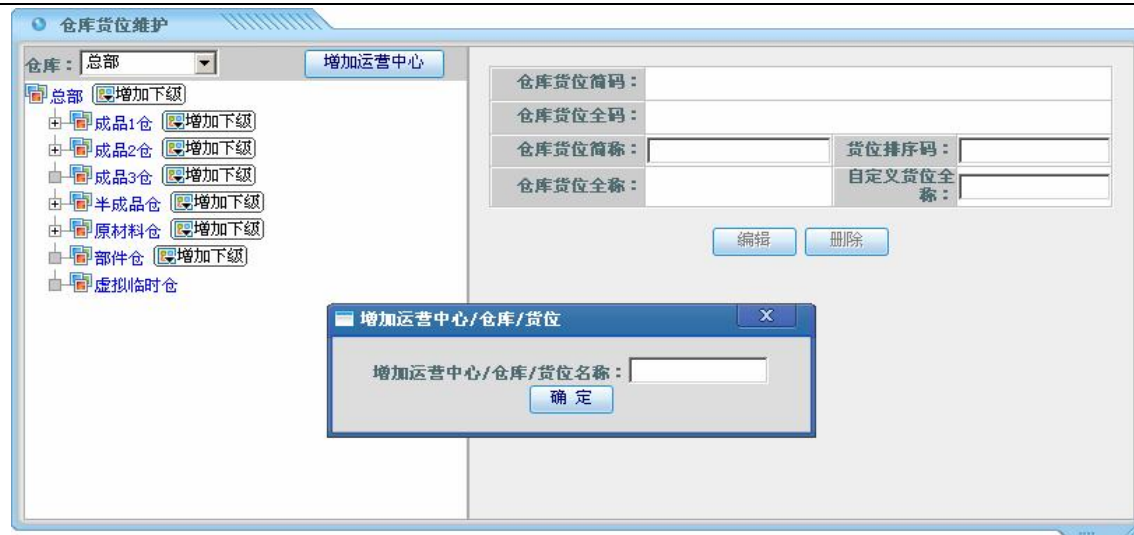 仓库货位维护
仓库：总部
增加运营中心
总部 增加下级
成品1仓 增加下级
成品2仓 增加下级
成品3仓 增加下级
半成品仓 增加下级
原材料仓 增加下级
部件仓 增加下级
虚拟临时仓
仓库货位简码：
仓库货位全码：
仓库货位简称：
货位排序码：
仓库货位全称：
自定义货位全
称：
编辑
删除
增加运营中心/仓库/货位
X
增加运营中心/仓库/货位名称：
确 定